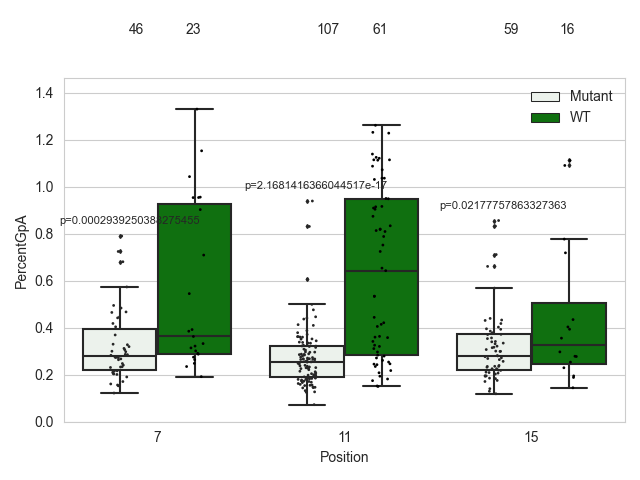 46 23 107 61 59 16
1.4
Mutant
WT
1.2
1.0
p=2.1681416366044517e-17
p=0.02177757863327363
p=0.0002939250388275455
0.8
PercentGpA
0.6
0.4
0.2
0.0
7 11 15
Position